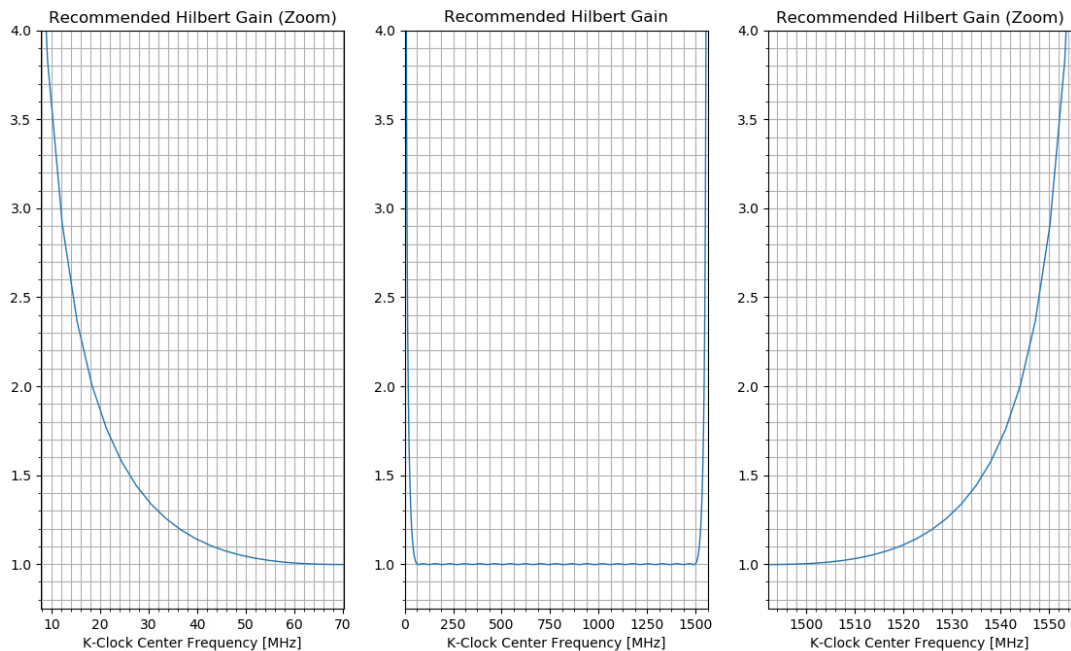 Recommended Hilbert Gain (Zoom)
4.0
3.5
3.0
2.5
2.0
1.5
1.0
10 20 30 40 50 60 70
K-Clock Center Frequency [MHz]
Recommended Hilbert Gain
4.0
3.5
3.0
2.5
2.0
1.5
1.0
0 250 500 750 1000 1250 1500
K-Clock Center Frequency [MHz]
Recommended Hilbert Gain (Zoom)
4.0
3.5
3.0
2.5
2.0
1.5
1.0
1500 1510 1520 1530 1540 1550
K-Clock Center Frequency [MHz]